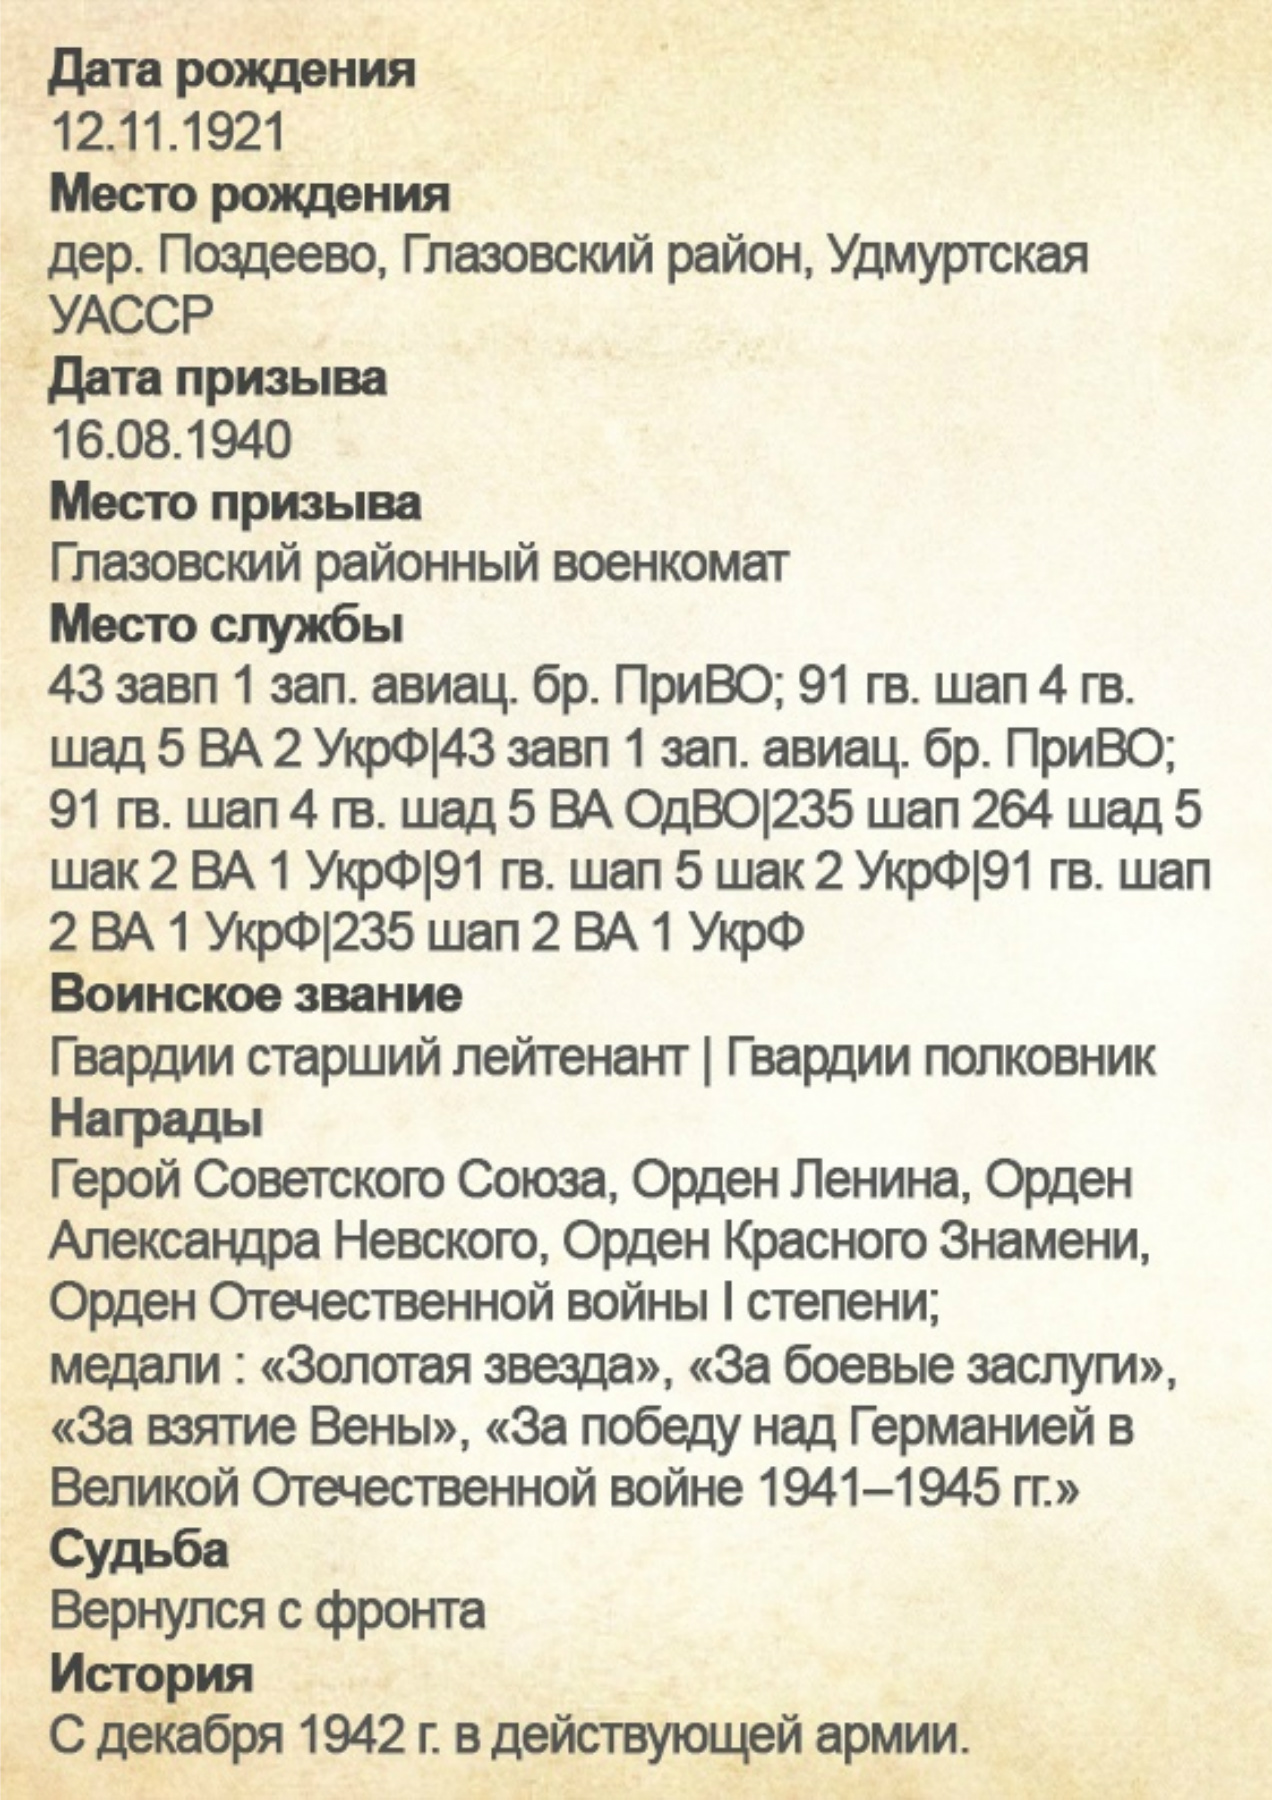 Дата рождения
12.11.1921
Место рождения
дер. Поздеево, Глазовский район, Удмуртская
УАССР
Дата призыва
16.08.1940
Место призыва
Глазовский районный военкомат
Место службы
43 завп 1 зап. авиац. бр. ПриВО; 91 гв. шап 4 гв.
шад 5 ВА 2 УкрФ|43 завп 1 зап. авиац. бр. ПриВО;
91 гв. шап 4 гв. шад 5 ВА ОдВО|235 шап 264 шад 5
шак 2 ВА 1 УкрФ|91 гв. шап 5 шак 2 УкрФ|91 гв. шап
2 ВА 1 УкрФ|235 шап 2 ВА 1 УкрФ
Воинское звание
Гвардии старший лейтенант | Гвардии полковник
Награды
Герой Советского Союза, Орден Ленина, Орден
Александра Невского, Орден Красного Знамени,
Орден Отечественной войны I степени;
медали : «Золотая звезда», «За боевые заслуги»,
«За взятие Вены», «За победу над Германией в
Великой Отечественной войне 1941–1945 гг.»
Судьба
Вернулся с фронта
История
С декабря 1942 г. в действующей армии.